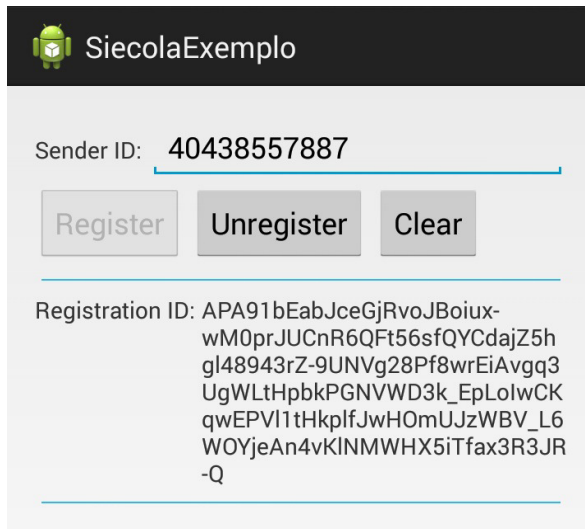 SiecolaExemplo
Sender ID: 40438557887
Register Unregister Clear
Registration ID: APA91bEabJceGjRvoJBoiux-
wM0prJUCnR6QFt56sfQYCdajZ5h
gl48943rZ-9UNVg28Pf8wrEiAvgq3
UgWLtHpbkPGNVWD3k_EpLoIwCK
qwEPVl1tHkplfJwHOmUJzWBV_L6
WOYjeAn4vKlNMWHX5iTfax3R3JR
-Q